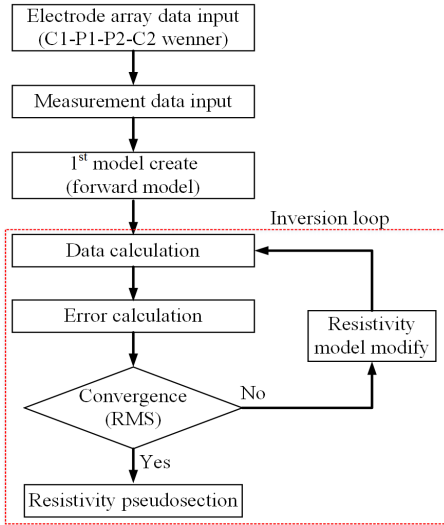 Electrode array data input
(C1-P1-P2-C2 wenner)
Measurement data input
1st model create
(forward model)
Inversion loop
Data calculation
Error calculation
Resistivity
model modify
Convergence
(RMS)
No
Yes
Resistivity pseudosection